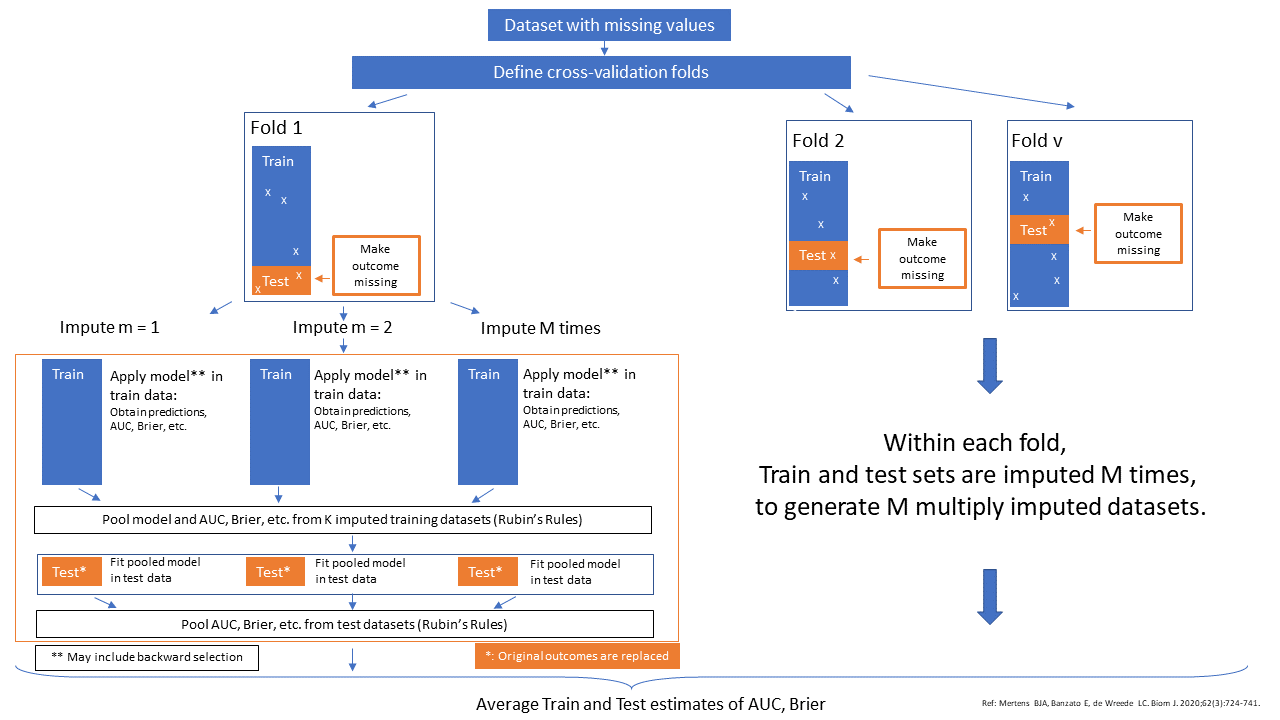 Dataset with missing values
Define cross-validation folds
Fold 1
Train
x
x
x
Test x
x
Make
outcome
missing
Fold 2
Train
x
x
Test x
x
Make
outcome
missing
Fold v
Train
x
Test x
x
x
x
Make
outcome
missing
Impute m = 1
Impute m = 2
Impute M times
Train
Apply model** in
train data:
Obtain predictions,
AUC, Brier, etc.
Train
Apply model** in
train data:
Obtain predictions,
AUC, Brier, etc.
Train
Apply model** in
train data:
Obtain predictions,
AUC, Brier, etc.
Pool model and AUC, Brier, etc. from K imputed training datasets (Rubin's Rules)
Test*
Fit pooled model
in test data
Test*
Fit pooled model
in test data
Test*
Fit pooled model
in test data
Pool AUC, Brier, etc. from test datasets (Rubin's Rules)
** May include backward selection
*: Original outcomes are replaced
Within each fold,
Train and test sets are imputed M times,
to generate M multiply imputed datasets.
Average Train and Test estimates of AUC, Brier
Ref: Mertens BJA, Banzato E, de Wreede LC. Biom J. 2020;62(3):724-741.